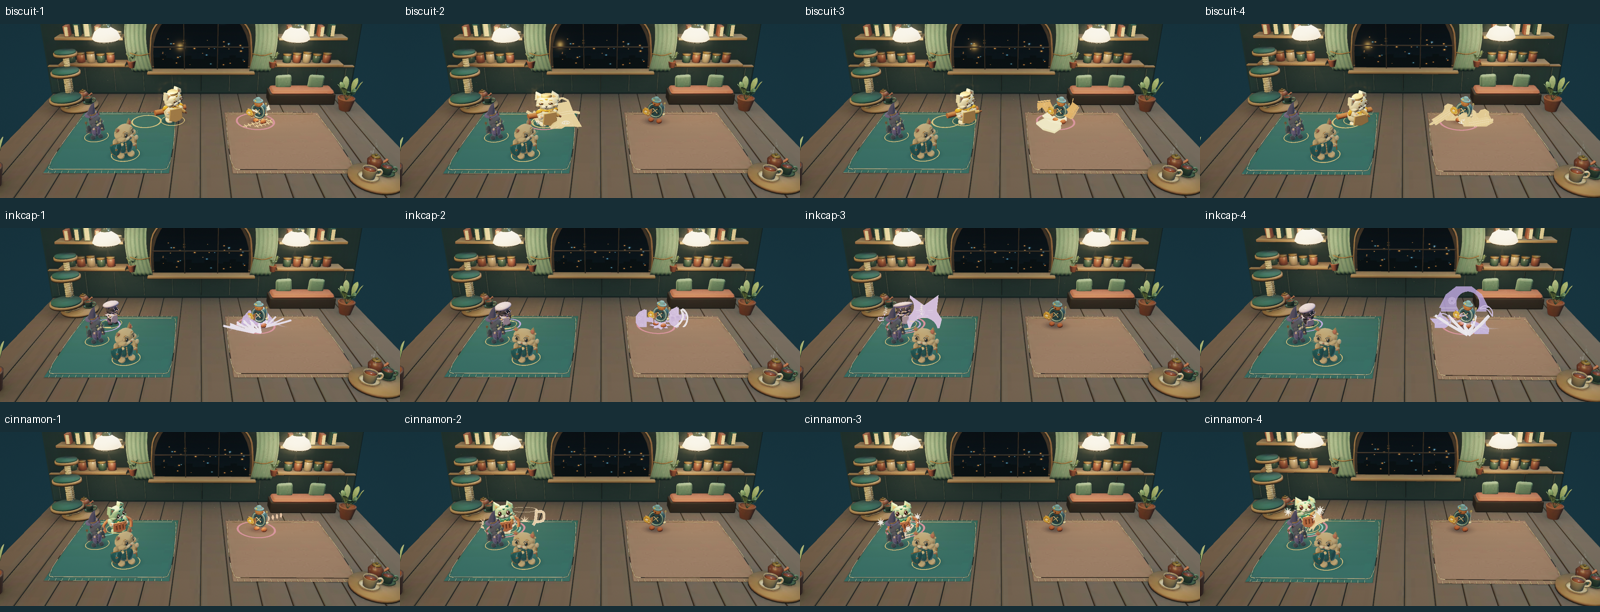 biscuit-1
biscuit-2
biscuit-3
biscuit-4
inkcap-1
inkcap-2
inkcap-3
inkcap-4
cinnamon-1
cinnamon-2
cinnamon-3
cinnamon-4